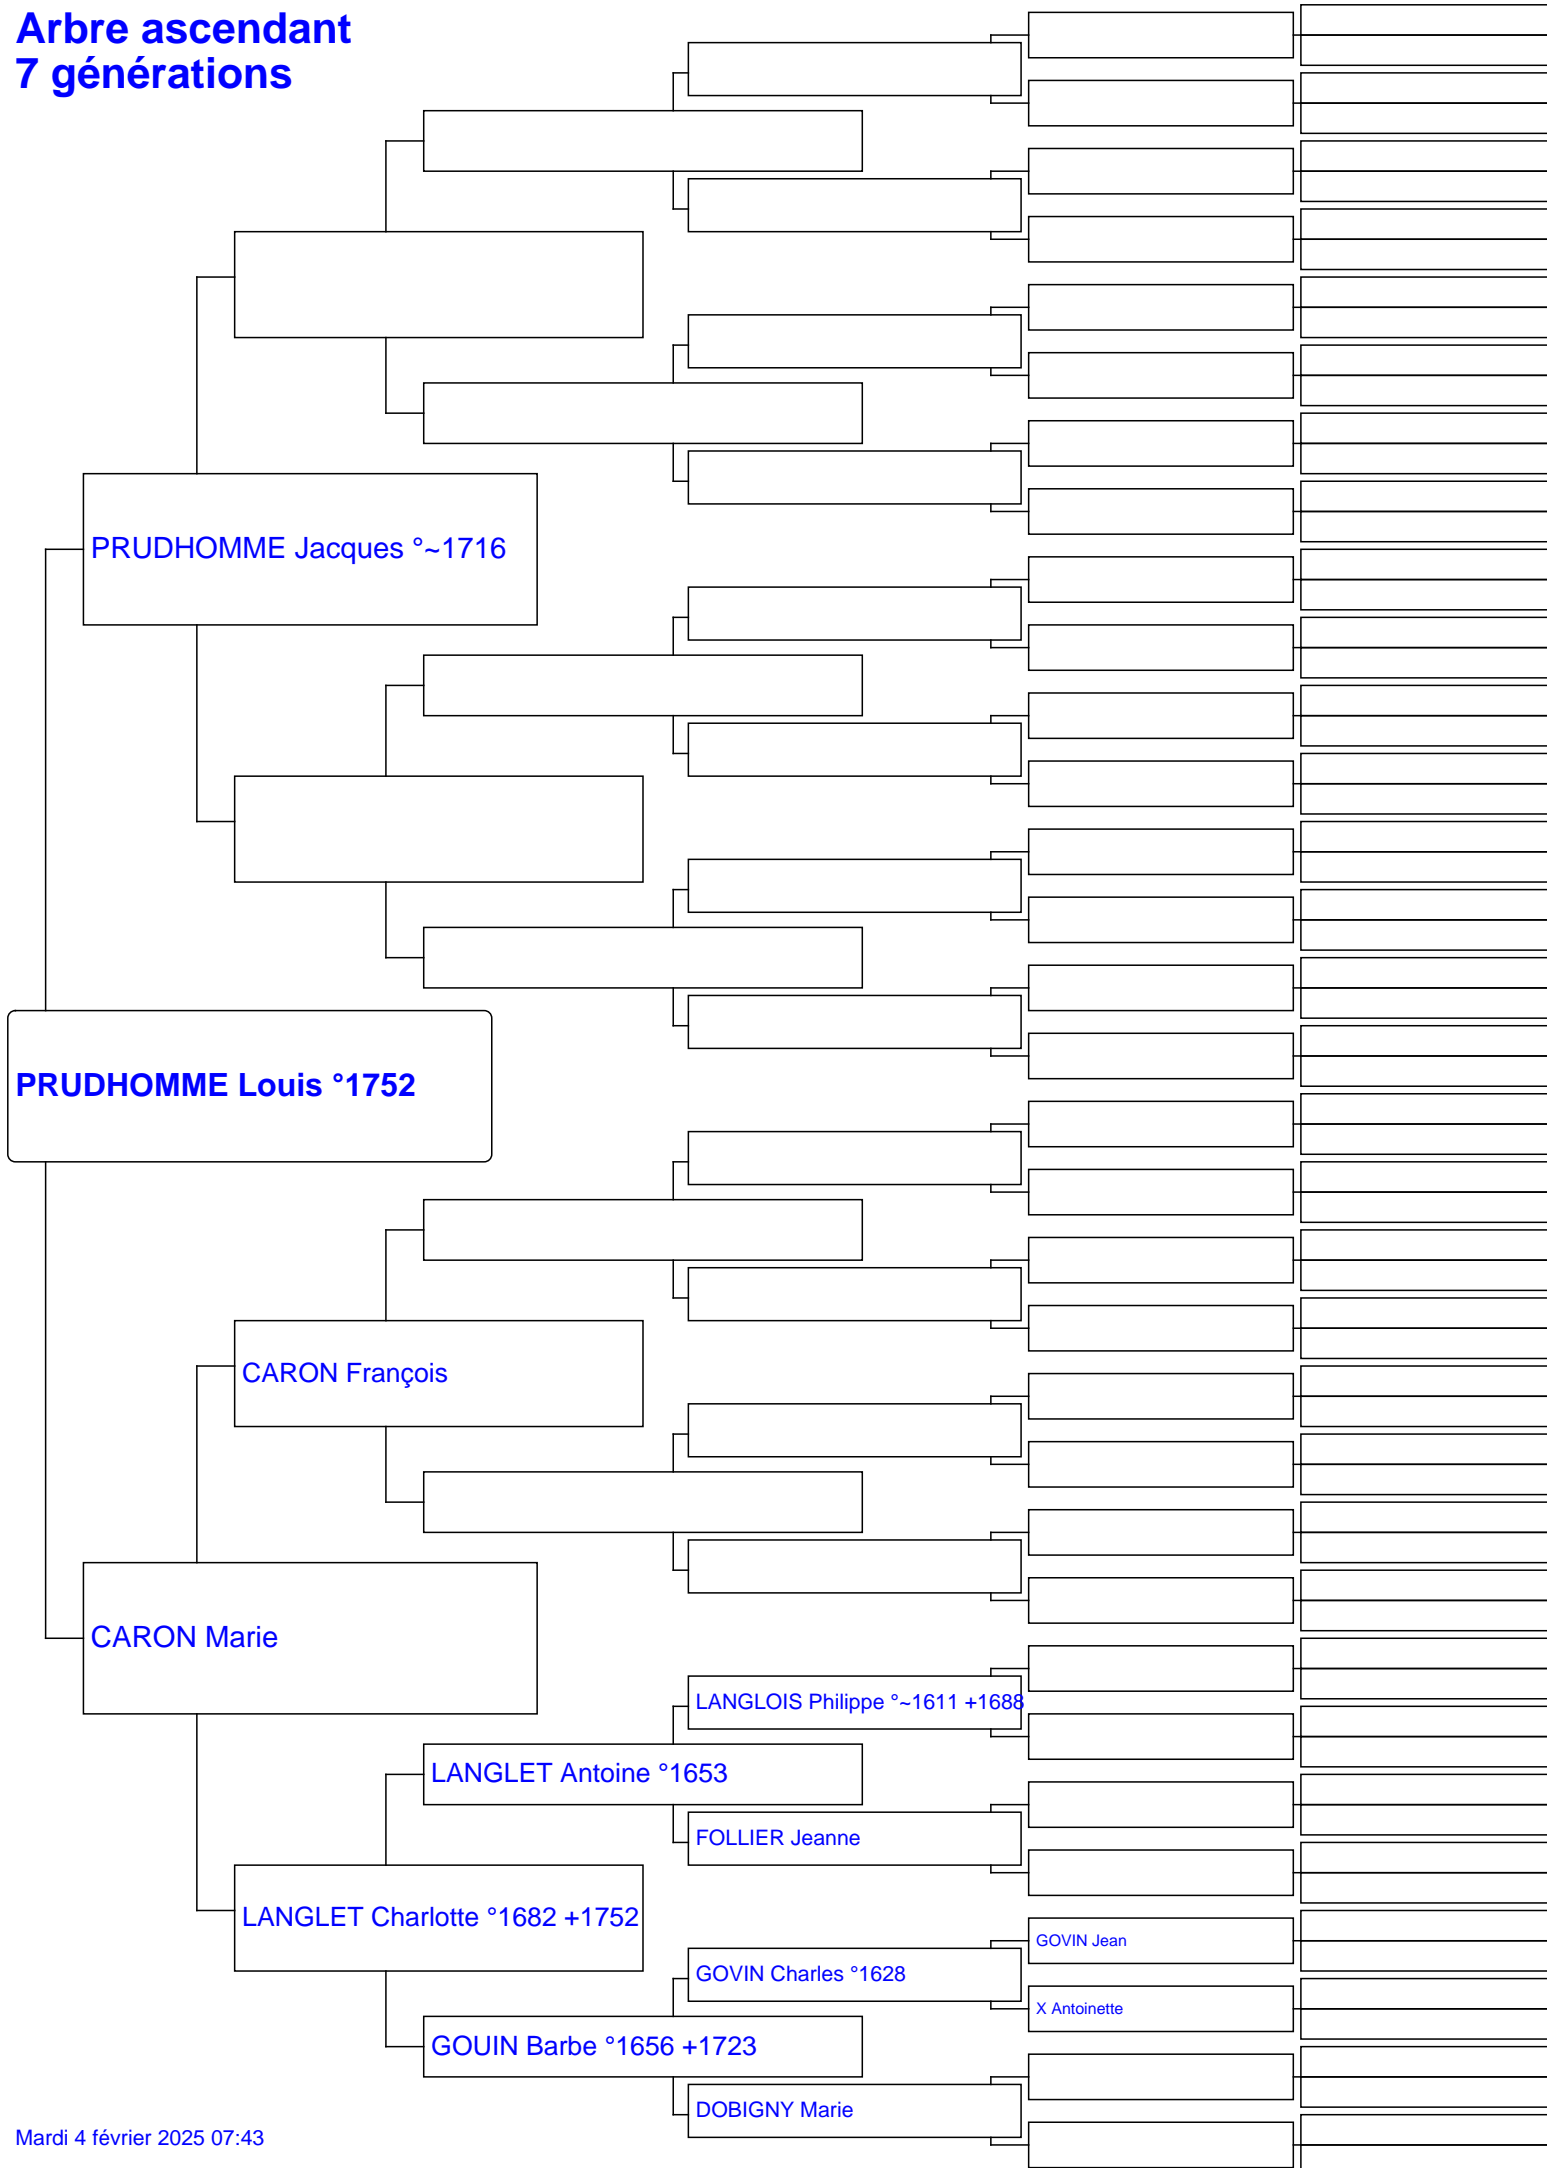 Arbre ascendant
7 générations
PRUDHOMME Jacques °~1716
PRUDHOMME Louis °1752
CARON François
CARON Marie
LANGLOIS Philippe °~1611 +1688
LANGLET Antoine °1653
FOLLIER Jeanne
LANGLET Charlotte °1682 +1752
GOVIN Jean
GOVIN Charles °1628
X Antoinette
GOUIN Barbe °1656 +1723
DOBIGNY Marie
Mardi 4 février 2025 07:43